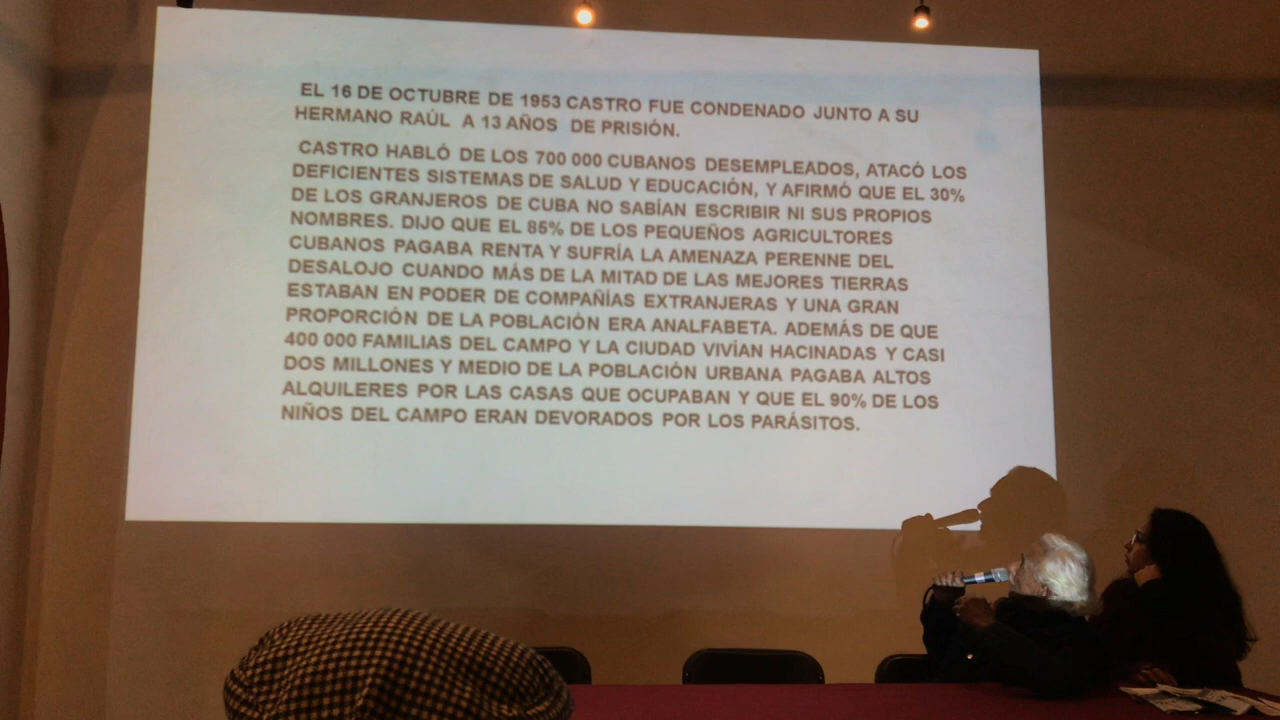 EL 16 DE OCTUBRE DE 1953 CASTRO FUE CONDENADO JUNTO A SU
HERMANO RAÚL A 13 AÑOS DE PRISIÓN.
CASTRO HABLÓ DE LOS 700 000 CUBANOS DESEMPLEADOS, ATACÓ LOS
DEFICIENTES SISTEMAS DE SALUD Y EDUCACIÓN, Y AFIRMÓ QUE EL 30%
DE LOS GRANJEROS DE CUBA NO SABÍAN ESCRIBIR NI SUS PROPIOS
NOMBRES. DIJO QUE EL 85% DE LOS PEQUEÑOS AGRICULTORES
CUBANOS PAGABA RENTA Y SUFRÍA LA AMENAZA PERENNE DEL
DESALOJO CUANDO MÁS DE LA MITAD DE LAS MEJORES TIERRAS
ESTABAN EN PODER DE COMPAÑÍAS EXTRANJERAS Y UNA GRAN
PROPORCIÓN DE LA POBLACIÓN ERA ANALFABETA. ADEMÁS DE QUE
400 000 FAMILIAS DEL CAMPO Y LA CIUDAD VIVÍAN HACINADAS Y CASI
DOS MILLONES Y MEDIO DE LA POBLACIÓN URBANA PAGABA ALTOS
ALQUILERES POR LAS CASAS QUE OCUPABAN Y QUE EL 90% DE LOS
NIÑOS DEL CAMPO ERAN DEVORADOS POR LOS PARÁSITOS.